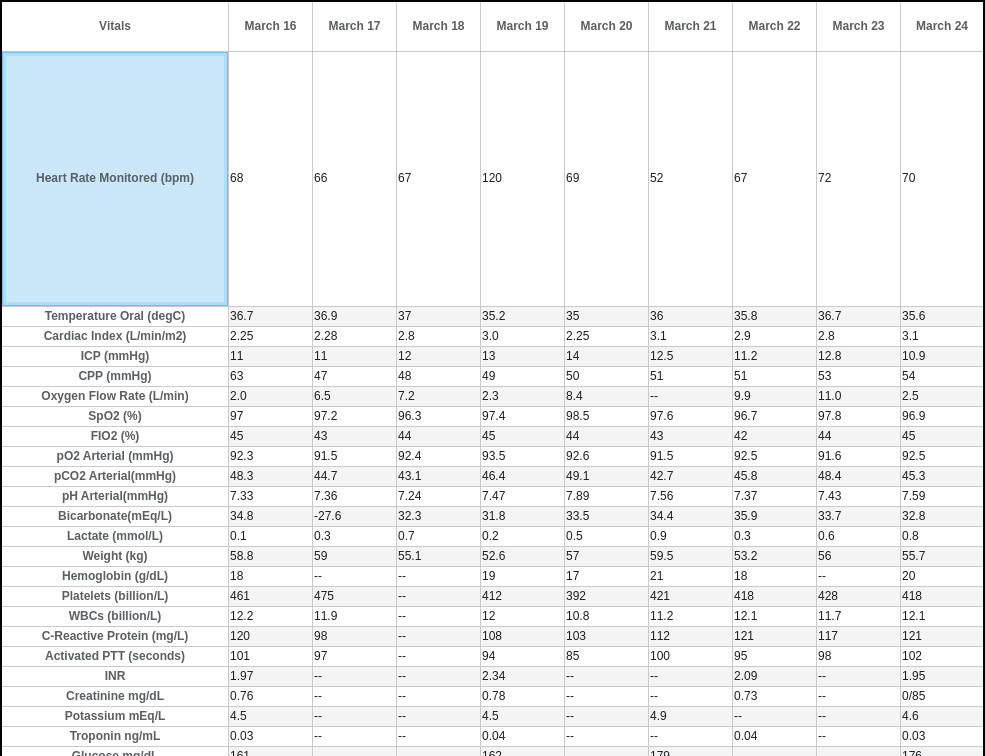 Vitals March 16 March 17 March 18 March 19 March 20 March 21 March 22 March 23 March 24
Heart Rate Monitored (bpm) 68 66 67 120 69 52 67 72 70
Temperature Oral (degC) 36.7 36.9 37 35.2 35 36 35.8 36.7 35.6
Cardiac Index (L/min/m2) 2.25 2.28 2.8 3.0 2.25 3.1 2.9 2.8 3.1
ICP (mmHg) 11 11 12 13 14 12.5 11.2 12.8 10.9
CPP (mmHg) 63 47 48 49 50 51 51 53 54
Oxygen Flow Rate (L/min) 2.0 6.5 7.2 2.3 8.4 -- 9.9 11.0 2.5
SpO2 (%) 97 97.2 96.3 97.4 98.5 97.6 96.7 97.8 96.9
FIO2 (%) 45 43 44 45 44 43 42 44 45
pO2 Arterial (mmHg) 92.3 91.5 92.4 93.5 92.6 91.5 92.5 91.6 92.5
pCO2 Arterial(mmHg) 48.3 44.7 43.1 46.4 49.1 42.7 45.8 48.4 45.3
pH Arterial(mmHg) 7.33 7.36 7.24 7.47 7.89 7.56 7.37 7.43 7.59
Bicarbonate(mEq/L) 34.8 -27.6 32.3 31.8 33.5 34.4 35.9 33.7 32.8
Lactate (mmol/L) 0.1 0.3 0.7 0.2 0.5 0.9 0.3 0.6 0.8
Weight (kg) 58.8 59 55.1 52.6 57 59.5 53.2 56 55.7
Hemoglobin (g/dL) 18 -- -- 19 17 21 18 -- 20
Platelets (billion/L) 461 475 -- 412 392 421 418 428 418
WBCs (billion/L) 12.2 11.9 -- 12 10.8 11.2 12.1 11.7 12.1
C-Reactive Protein (mg/L) 120 98 -- 108 103 112 121 117 121
Activated PTT (seconds) 101 97 -- 94 85 100 95 98 102
INR 1.97 -- -- 2.34 -- -- 2.09 -- 1.95
Creatinine mg/dL 0.76 -- -- 0.78 -- -- 0.73 -- 0/85
Potassium mEq/L 4.5 -- -- 4.5 -- 4.9 -- -- 4.6
Troponin ng/mL 0.03 -- -- 0.04 -- -- 0.04 -- 0.03
Glucose mg/dL 161 162 179 176